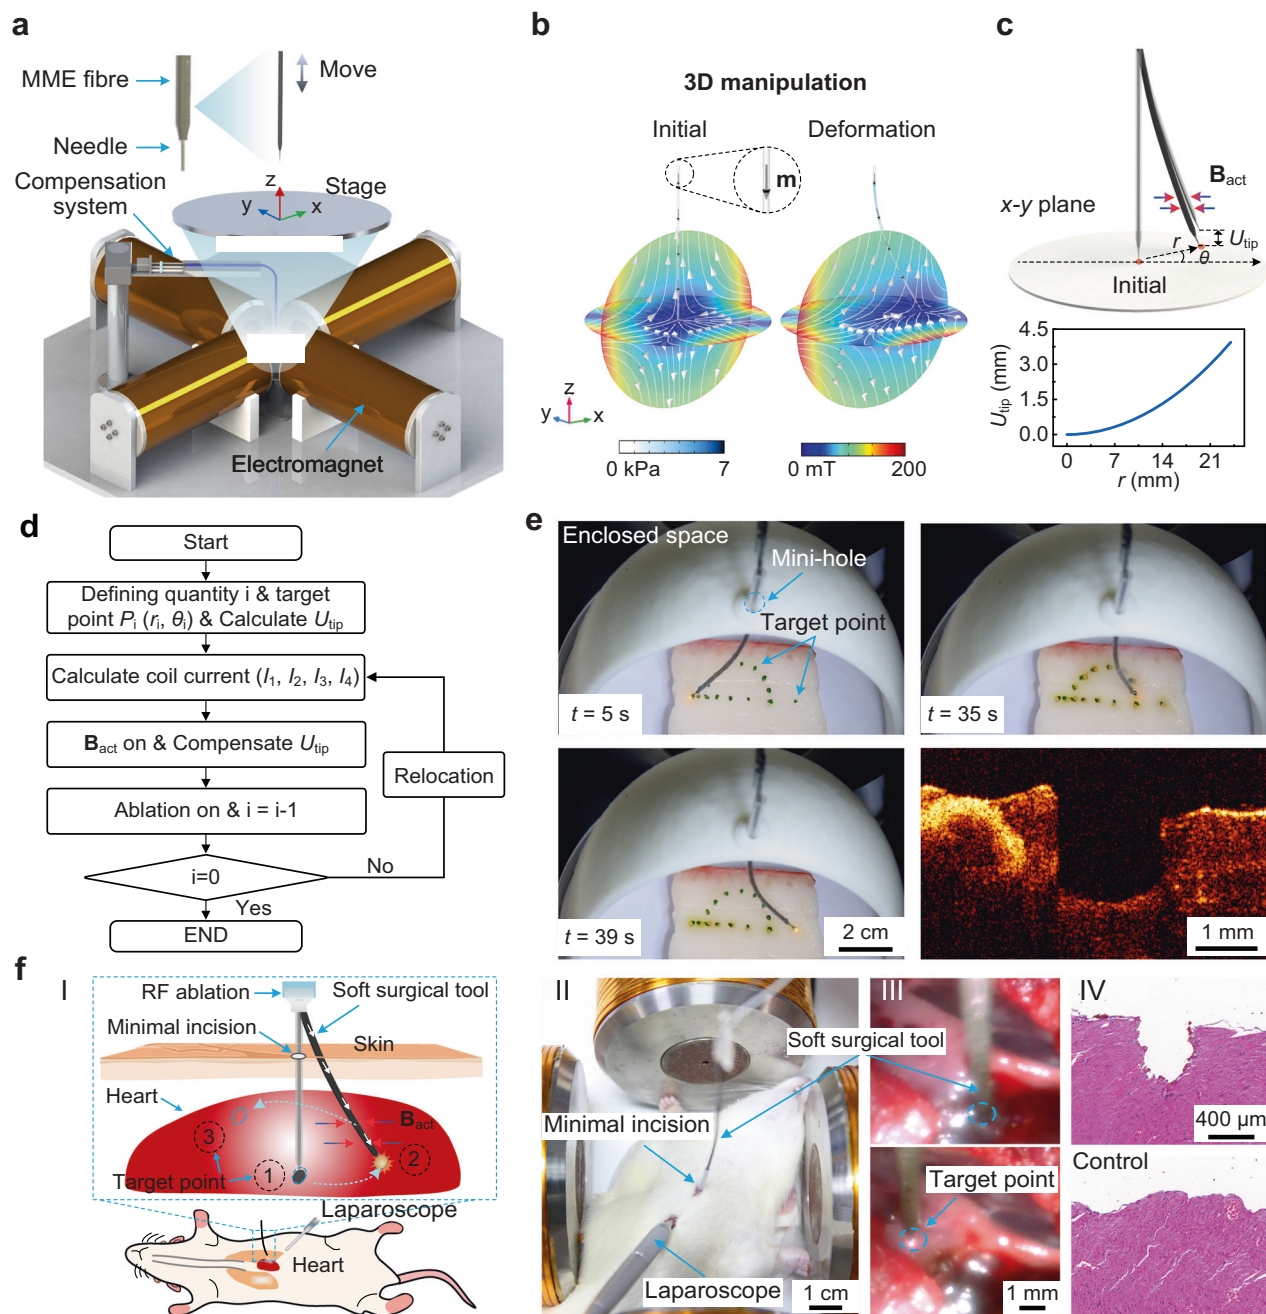 a
MME fibre
Move
Needle
Compensation
system
Stage
z
y
x
Electromagnet
b
3D manipulation
Initial
Deformation
m
z
y
x
0 kPa
7
0 mT
200
c
Bact
x-y plane
Utip
r
θ
Initial
4.5
3.0
1.5
0.0
Utip (mm)
0
7
14
21
r (mm)
d
Start
Defining quantity i & target
point Pi (ri, θi) & Calculate Utip
Calculate coil current (I1, I2, I3, I4)
Bact on & Compensate Utip
Relocation
Ablation on & i = i-1
i=0
No
Yes
END
e
Enclosed space
Mini-hole
Target point
t = 5 s
t = 35 s
t = 39 s
2 cm
1 mm
f
I
RF ablation
Soft surgical tool
Minimal incision
Skin
Heart
Bact
3
2
Target point
1
Laparoscope
Heart
II
Soft surgical tool
Minimal incision
Laparoscope
1 cm
III
Target point
1 mm
IV
400 µm
Control